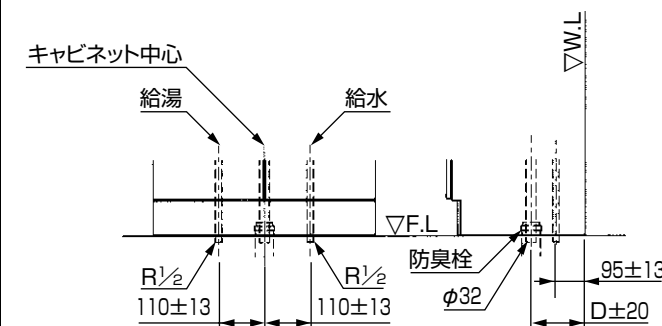 ▽W.L
キャビネット中心
給湯
給水
▽F.L
防臭栓
R½
R½
φ32
95±13
110±13
110±13
D±20